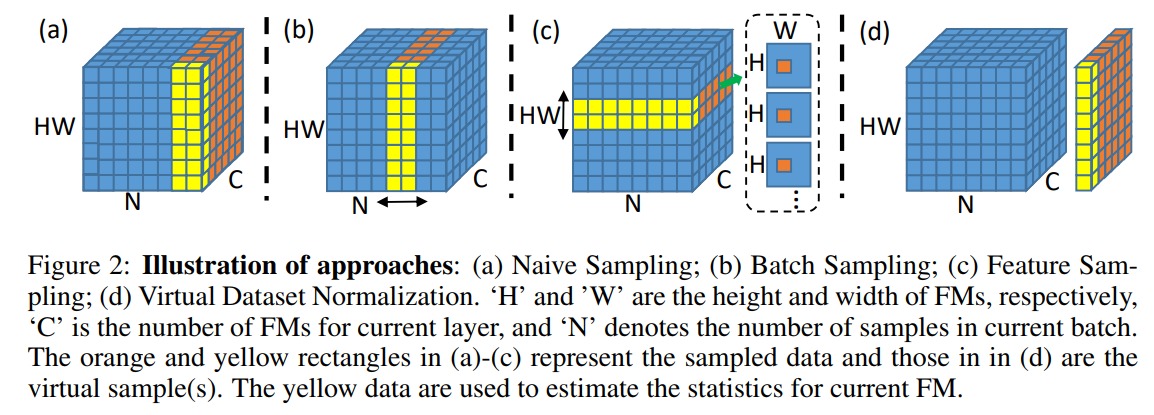 (a)
HW
N
C
(b)
HW
N
C
(c)
HW
N
C
W
H
H
H
(d)
HW
N
C
Figure 2: Illustration of approaches: (a) Naive Sampling; (b) Batch Sampling; (c) Feature Sam-
pling; (d) Virtual Dataset Normalization. ‘H’ and ’W’ are the height and width of FMs, respectively,
‘C’ is the number of FMs for current layer, and ‘N’ denotes the number of samples in current batch.
The orange and yellow rectangles in (a)-(c) represent the sampled data and those in in (d) are the
virtual sample(s). The yellow data are used to estimate the statistics for current FM.